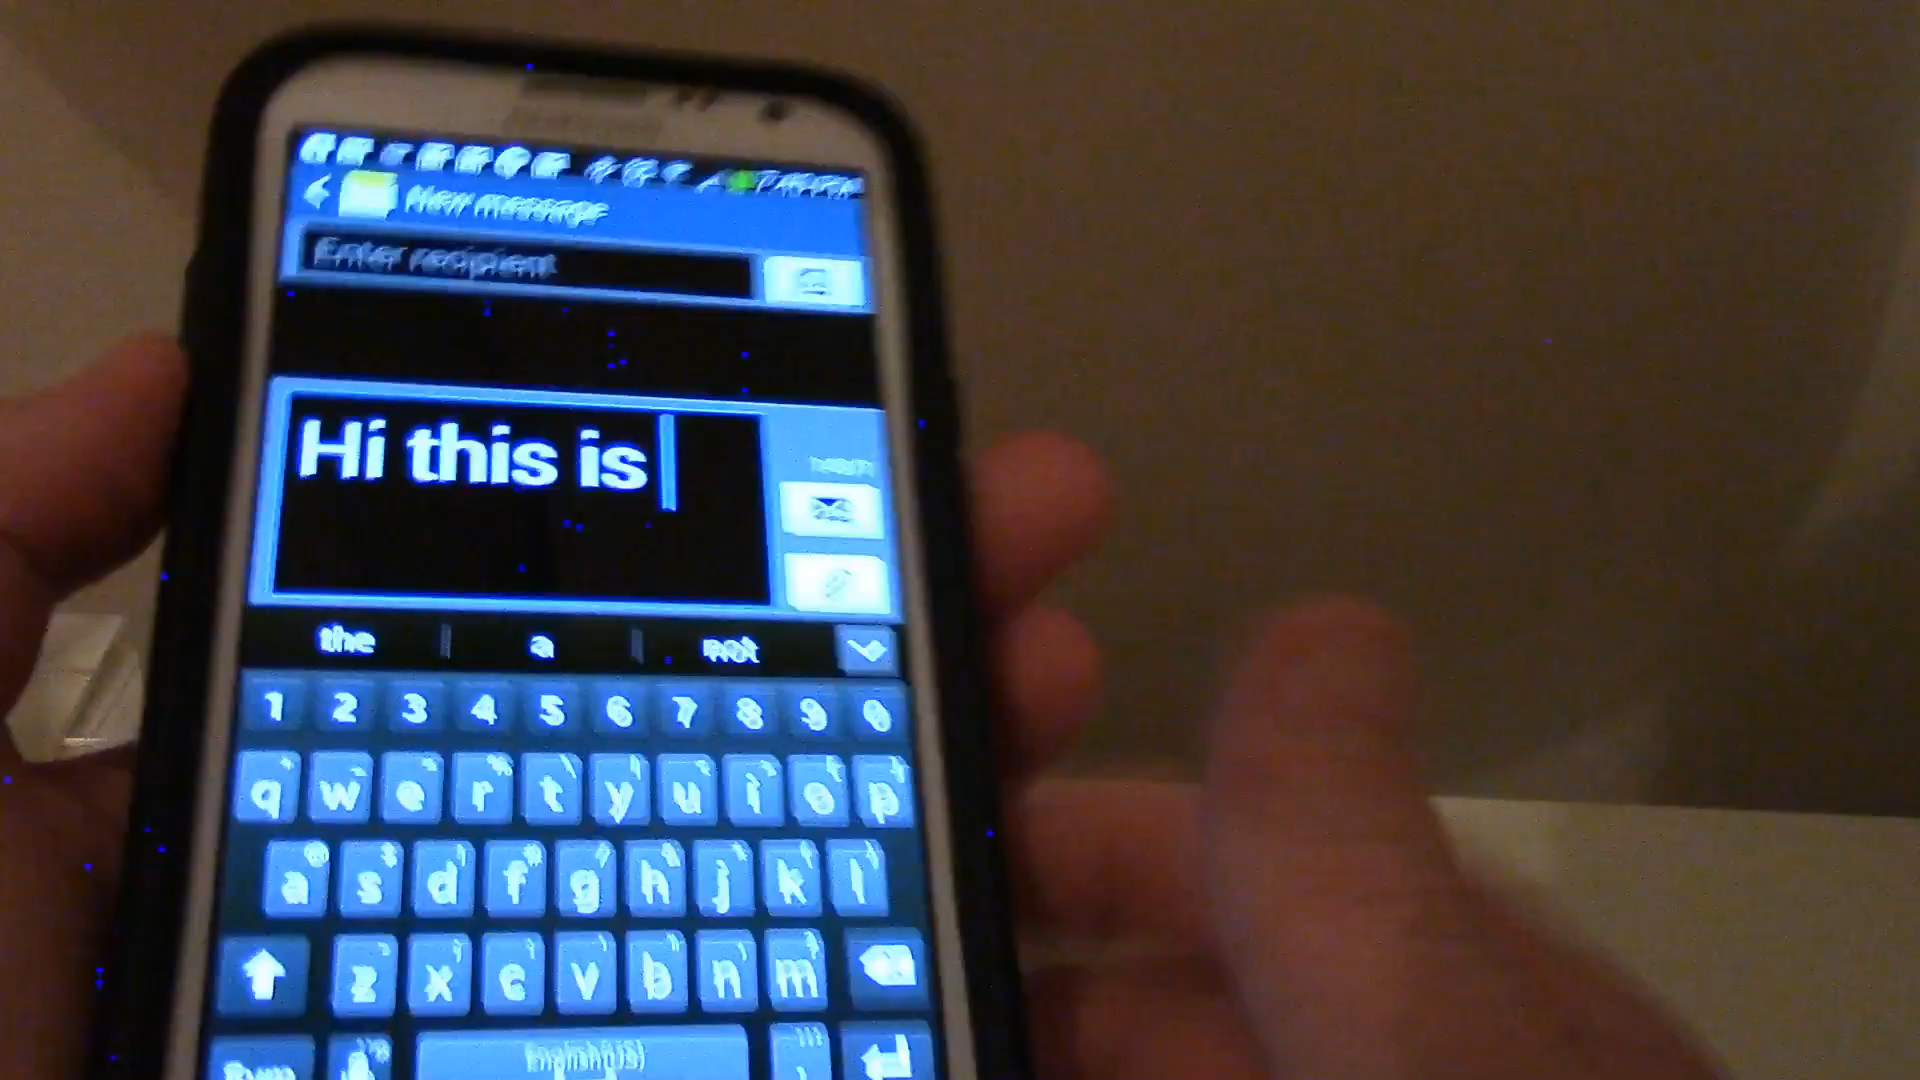 New message
Enter recipient
Hi this is
the a not
1 2 3 4 5 6 7 8 9 0
q w e r t y u i o p
a s d f g h j k l
z x c v b n m
English(US)